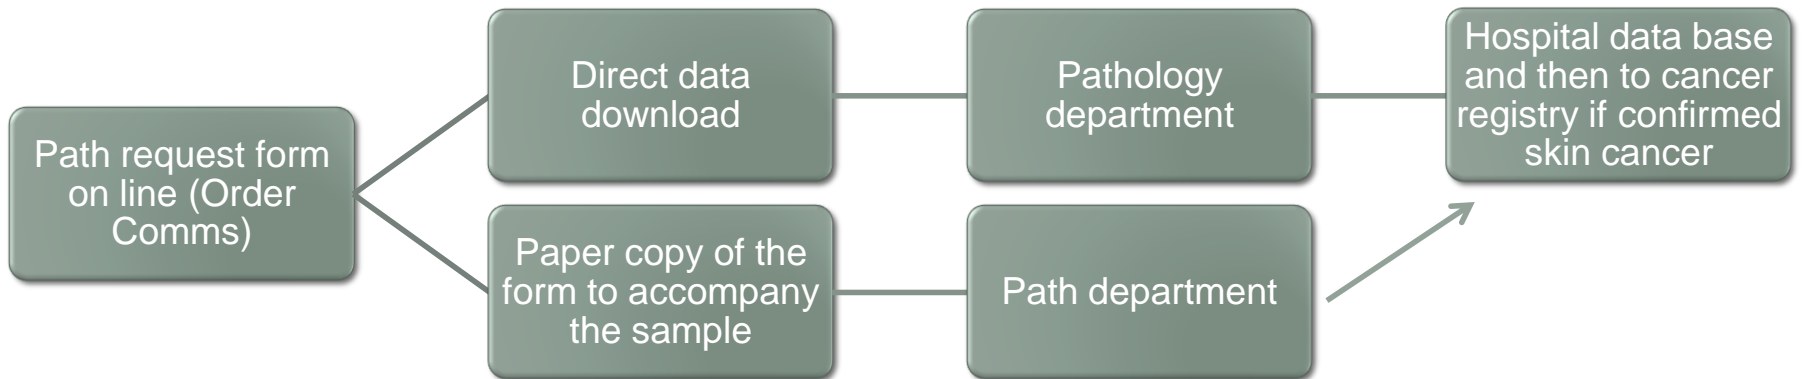 Path request form
on line (Order
Comms)
Direct data
download
Pathology
department
Hospital data base
and then to cancer
registry if confirmed
skin cancer
Paper copy of the
form to accompany
the sample
Path department